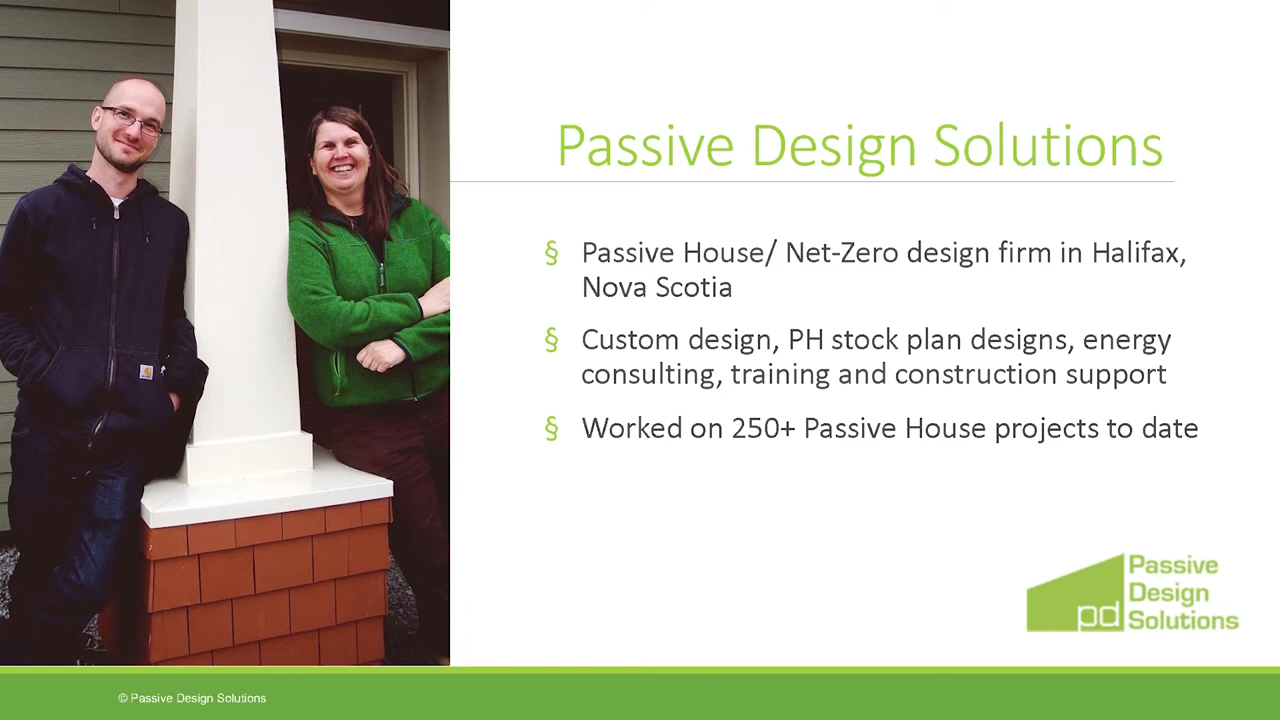 Passive Design Solutions
§ Passive House/ Net-Zero design firm in Halifax,
Nova Scotia
§ Custom design, PH stock plan designs, energy
consulting, training and construction support
§ Worked on 250+ Passive House projects to date
pd
Passive
Design
Solutions
© Passive Design Solutions